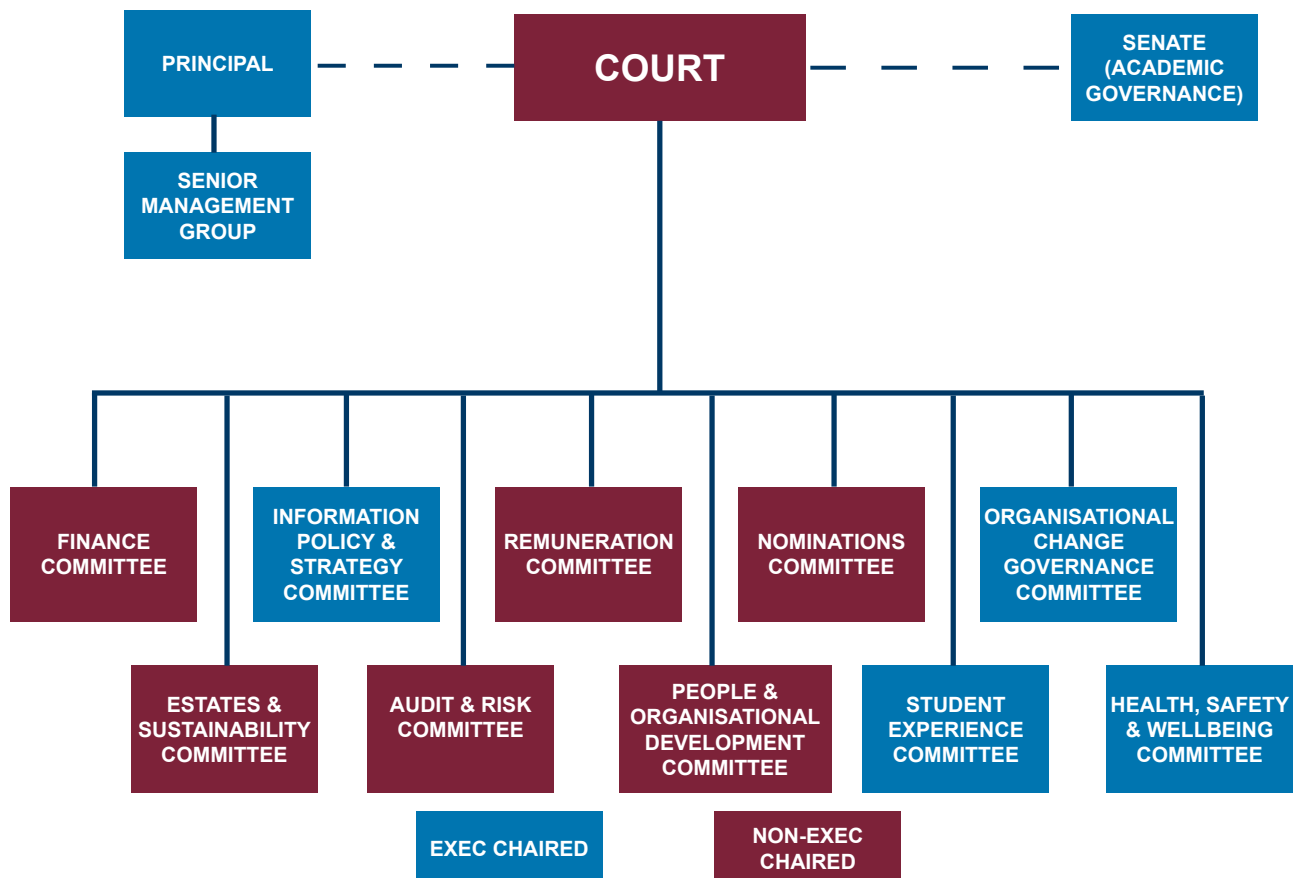 PRINCIPAL
COURT
SENATE
(ACADEMIC
GOVERNANCE)
SENIOR
MANAGEMENT
GROUP
FINANCE
COMMITTEE
INFORMATION
POLICY &
STRATEGY
COMMITTEE
REMUNERATION
COMMITTEE
NOMINATIONS
COMMITTEE
ORGANISATIONAL
CHANGE
GOVERNANCE
COMMITTEE
ESTATES &
SUSTAINABILITY
COMMITTEE
AUDIT & RISK
COMMITTEE
PEOPLE &
ORGANISATIONAL
DEVELOPMENT
COMMITTEE
STUDENT
EXPERIENCE
COMMITTEE
HEALTH, SAFETY
& WELLBEING
COMMITTEE
EXEC CHAIRED
NON-EXEC
CHAIRED